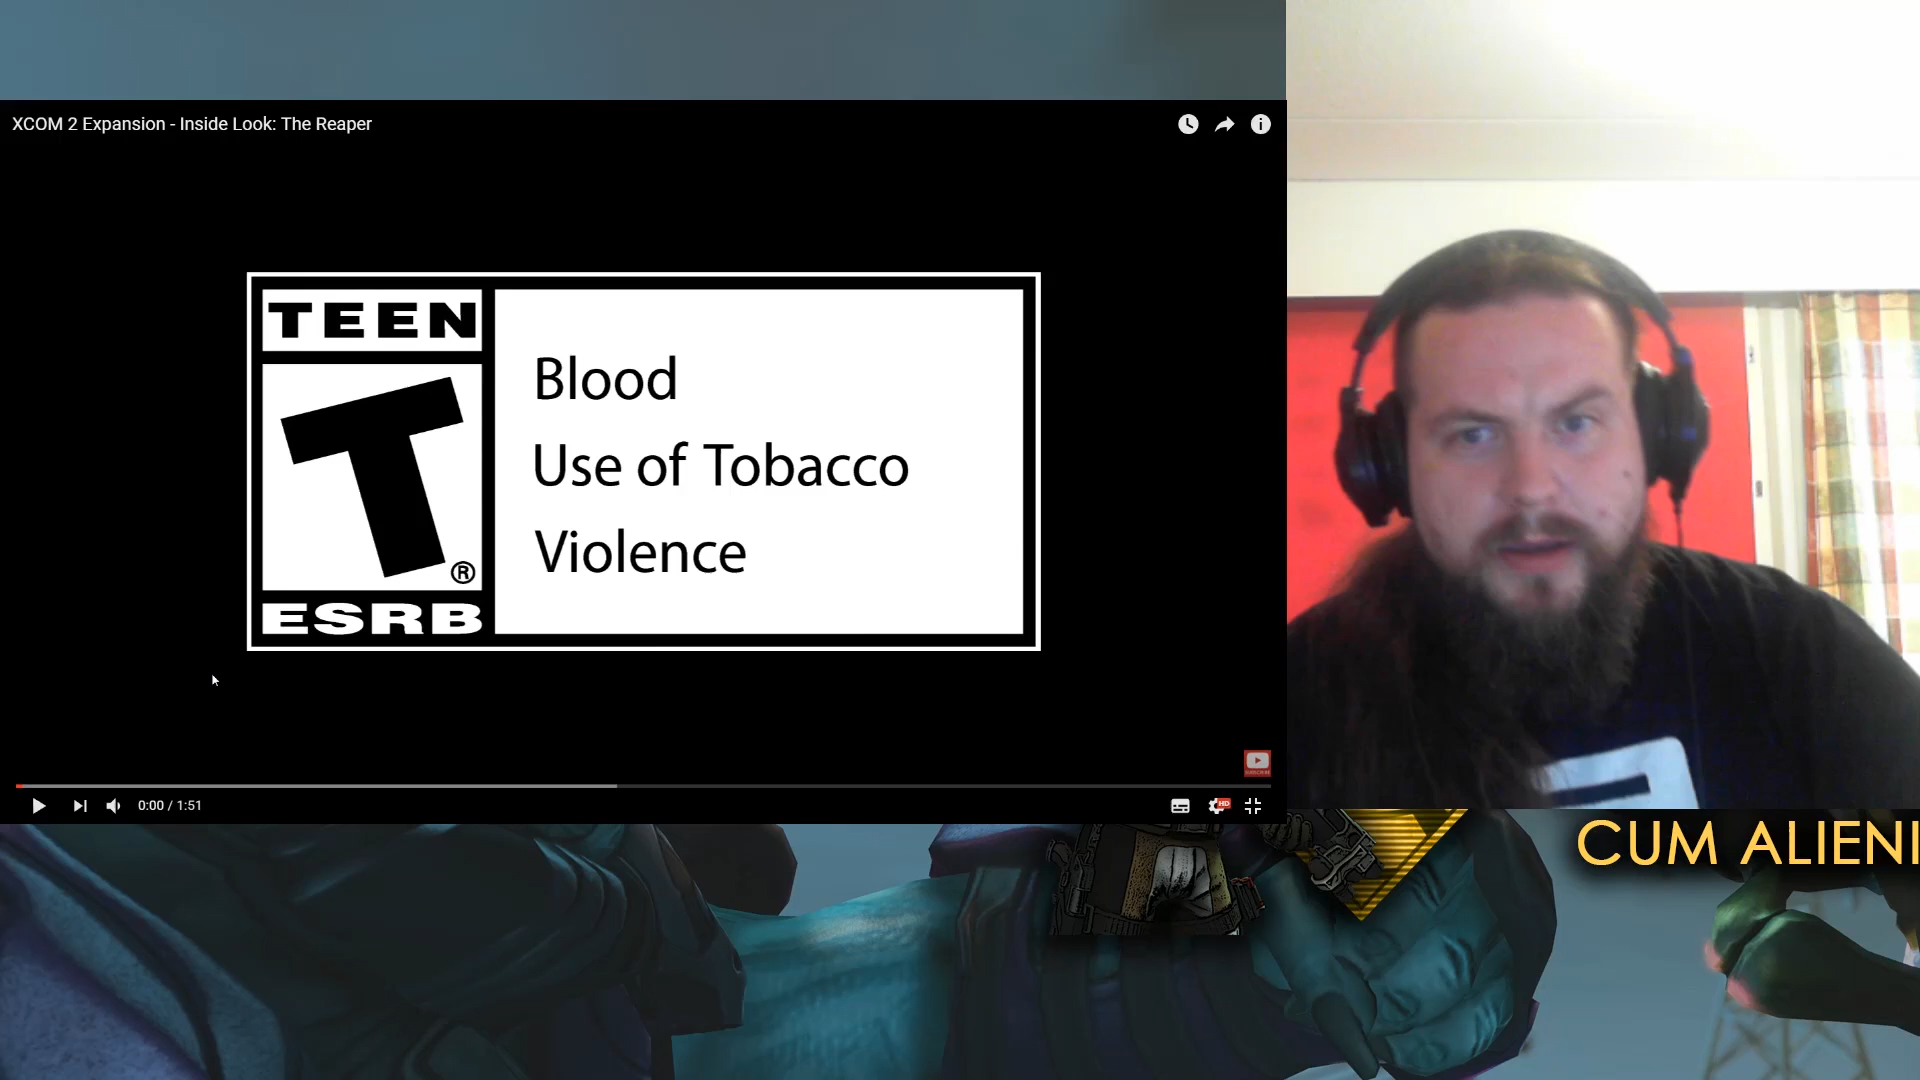 XCOM 2 Expansion - Inside Look: The Reaper
TEEN
T
®
ESRB
Blood
Use of Tobacco
Violence
0:00 / 1:51
HD
CUM ALIENI